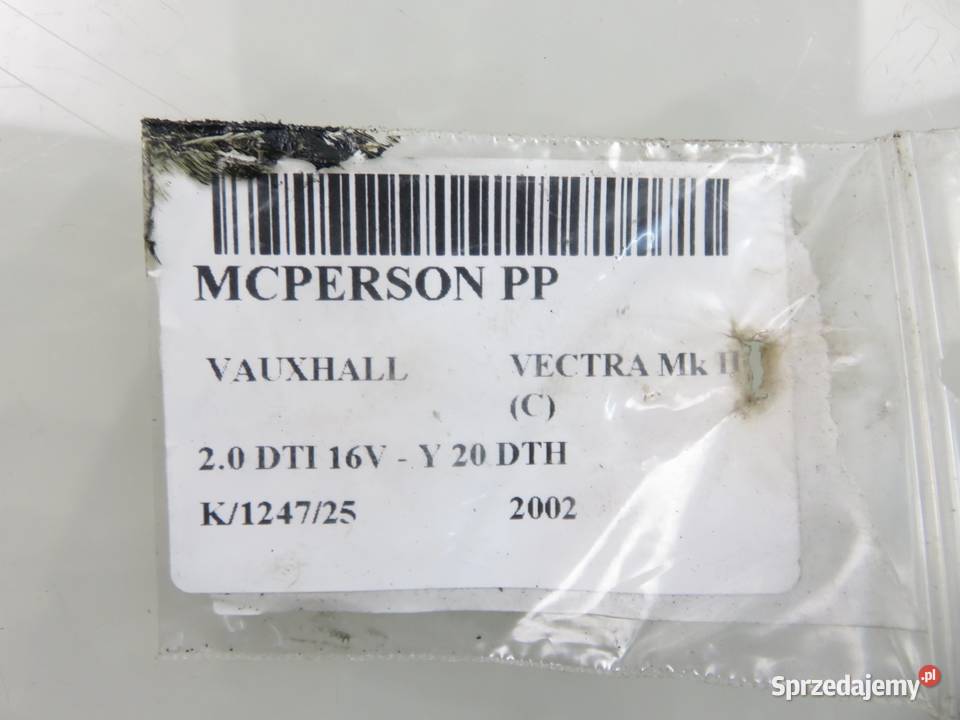 MCPERSON PP
VAUXHALL VECTRA Mk II
(C)
2.0 DTI 16V - Y 20 DTH
K/1247/25 2002
Sprzedajemy.pl